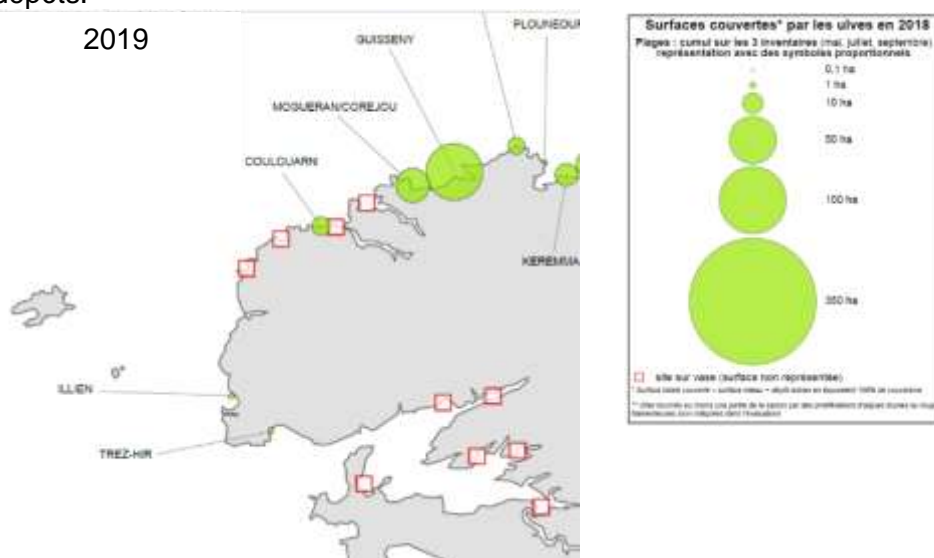 dépôts.
2019
PLOUNEOUR
GUISSENY
MOGUERAN/COREJOU
COULOUARN
KEREMMA
ILLIEN
0°
TREZ-HIR
Surfaces couvertes* par les ulves en 2018
Plages : cumul sur les 3 inventaires (mai, juillet, septembre)
représentation avec des symboles proportionnels
0,1 ha
1 ha
10 ha
50 ha
100 ha
350 ha
site sur vase (surface non représentée)